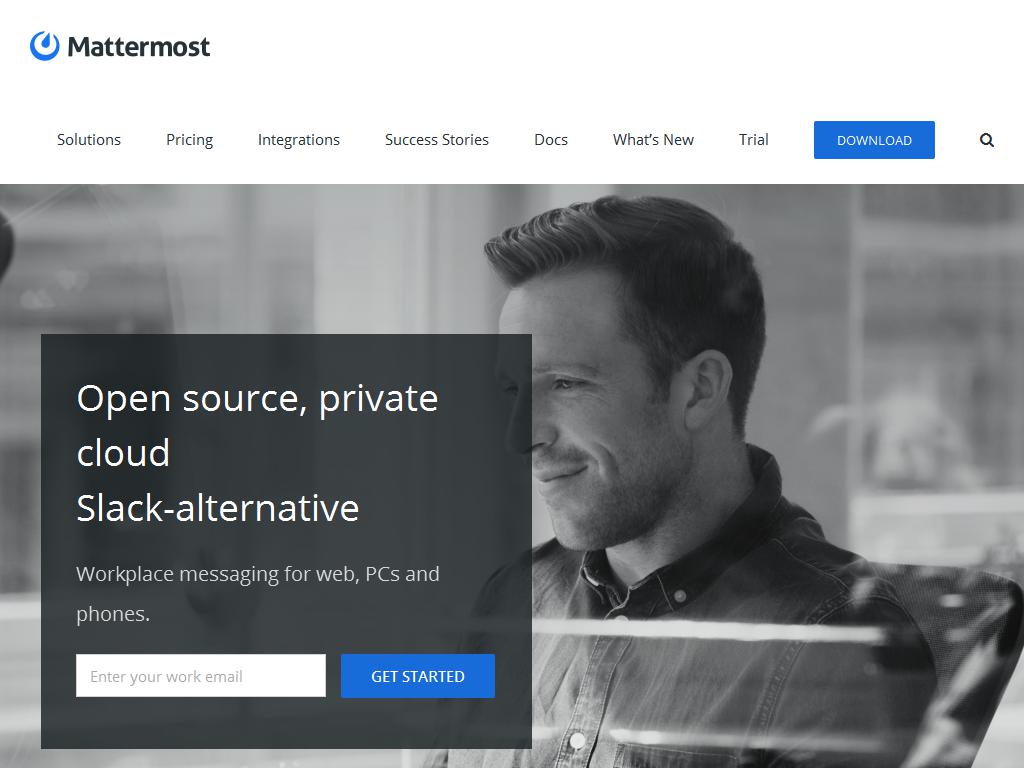 Mattermost
Solutions Pricing Integrations Success Stories Docs What's New Trial DOWNLOAD
Open source, private
cloud
Slack-alternative
Workplace messaging for web, PCs and
phones.
Enter your work email GET STARTED